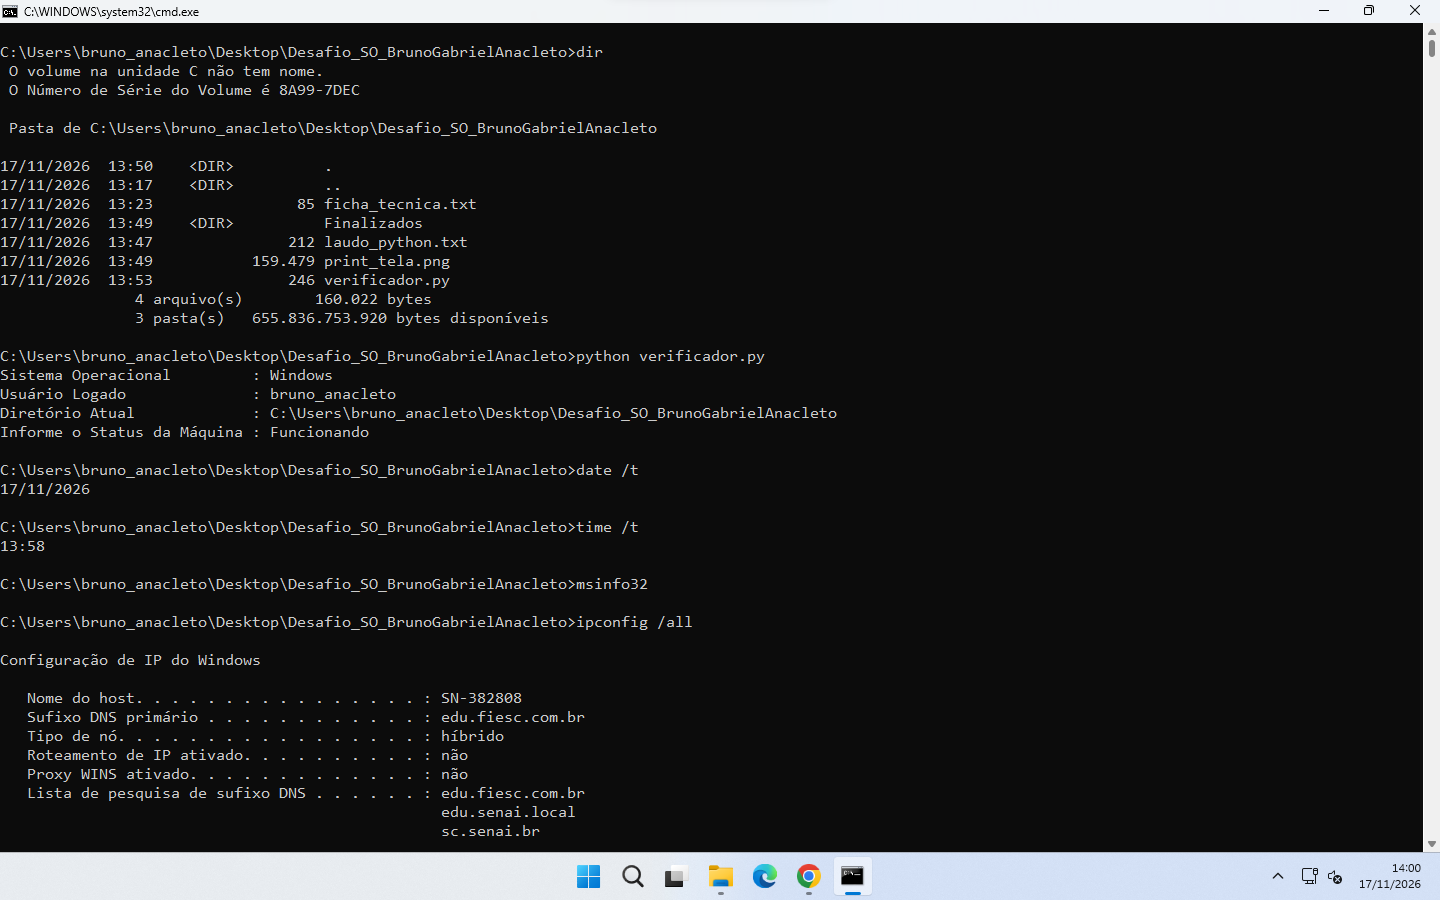 C:\WINDOWS\system32\cmd.exe
C:\Users\bruno_anacleto\Desktop\Desafio_SO_BrunoGabrielAnacleto>dir
O volume na unidade C não tem nome.
O Número de Série do Volume é 8A99-7DEC
Pasta de C:\Users\bruno_anacleto\Desktop\Desafio_SO_BrunoGabrielAnacleto
17/11/2026  13:50    <DIR>          .
17/11/2026  13:17    <DIR>          ..
17/11/2026  13:23                85 ficha_tecnica.txt
17/11/2026  13:49    <DIR>          Finalizados
17/11/2026  13:47               212 laudo_python.txt
17/11/2026  13:49           159.479 print_tela.png
17/11/2026  13:53               246 verificador.py
4 arquivo(s)        160.022 bytes
3 pasta(s)   655.836.753.920 bytes disponíveis
C:\Users\bruno_anacleto\Desktop\Desafio_SO_BrunoGabrielAnacleto>python verificador.py
Sistema Operacional         : Windows
Usuário Logado              : bruno_anacleto
Diretório Atual             : C:\Users\bruno_anacleto\Desktop\Desafio_SO_BrunoGabrielAnacleto
Informe o Status da Máquina : Funcionando
C:\Users\bruno_anacleto\Desktop\Desafio_SO_BrunoGabrielAnacleto>date /t
17/11/2026
C:\Users\bruno_anacleto\Desktop\Desafio_SO_BrunoGabrielAnacleto>time /t
13:58
C:\Users\bruno_anacleto\Desktop\Desafio_SO_BrunoGabrielAnacleto>msinfo32
C:\Users\bruno_anacleto\Desktop\Desafio_SO_BrunoGabrielAnacleto>ipconfig /all
Configuração de IP do Windows
Nome do host. . . . . . . . . . . . . . . . : SN-382808
Sufixo DNS primário . . . . . . . . . . . . : edu.fiesc.com.br
Tipo de nó. . . . . . . . . . . . . . . . . : híbrido
Roteamento de IP ativado. . . . . . . . . . : não
Proxy WINS ativado. . . . . . . . . . . . . : não
Lista de pesquisa de sufixo DNS . . . . . . : edu.fiesc.com.br
edu.senai.local
sc.senai.br
14:00
17/11/2026